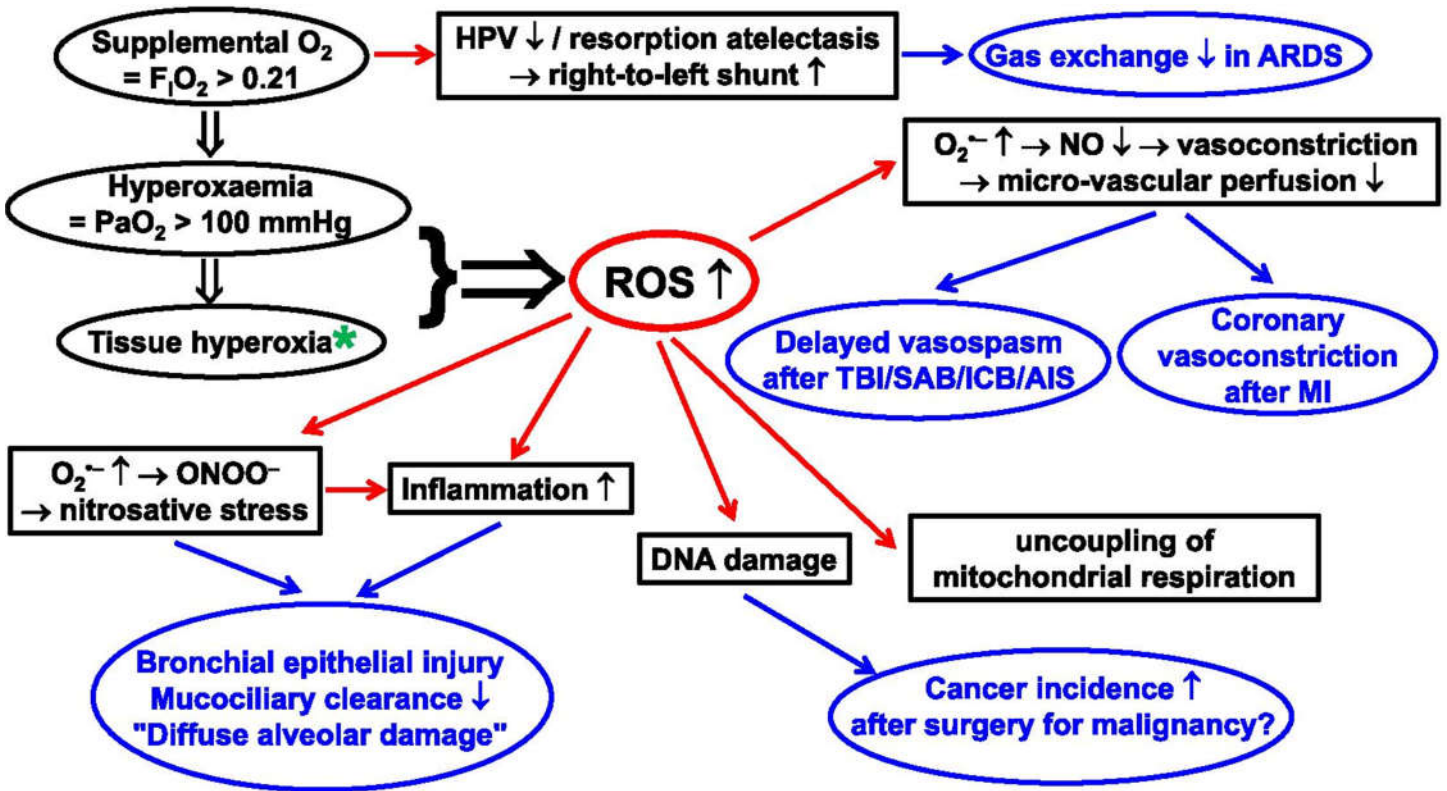 Supplemental O₂
= FIO₂ > 0.21
HPV ↓ / resorption atelectasis
→ right-to-left shunt ↑
Gas exchange ↓ in ARDS
Hyperoxaemia
= PaO₂ > 100 mmHg
O₂•– ↑ → NO ↓ → vasoconstriction
→ micro-vascular perfusion ↓
Tissue hyperoxia*
}
ROS ↑
Delayed vasospasm
after TBI/SAB/ICB/AIS
Coronary
vasoconstriction
after MI
O₂•– ↑ → ONOO–
→ nitrosative stress
Inflammation ↑
DNA damage
uncoupling of
mitochondrial respiration
Bronchial epithelial injury
Mucociliary clearance ↓
"Diffuse alveolar damage"
Cancer incidence ↑
after surgery for malignancy?